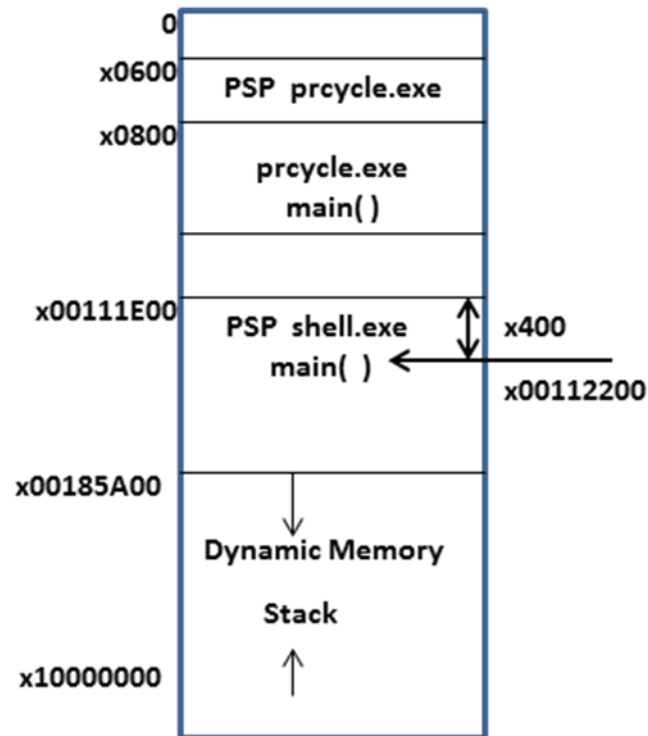 0
x0600
PSP prcycle.exe
x0800
prcycle.exe
main( )
x00111E00
PSP shell.exe
x400
main( )
x00112200
x00185A00
Dynamic Memory
Stack
x10000000